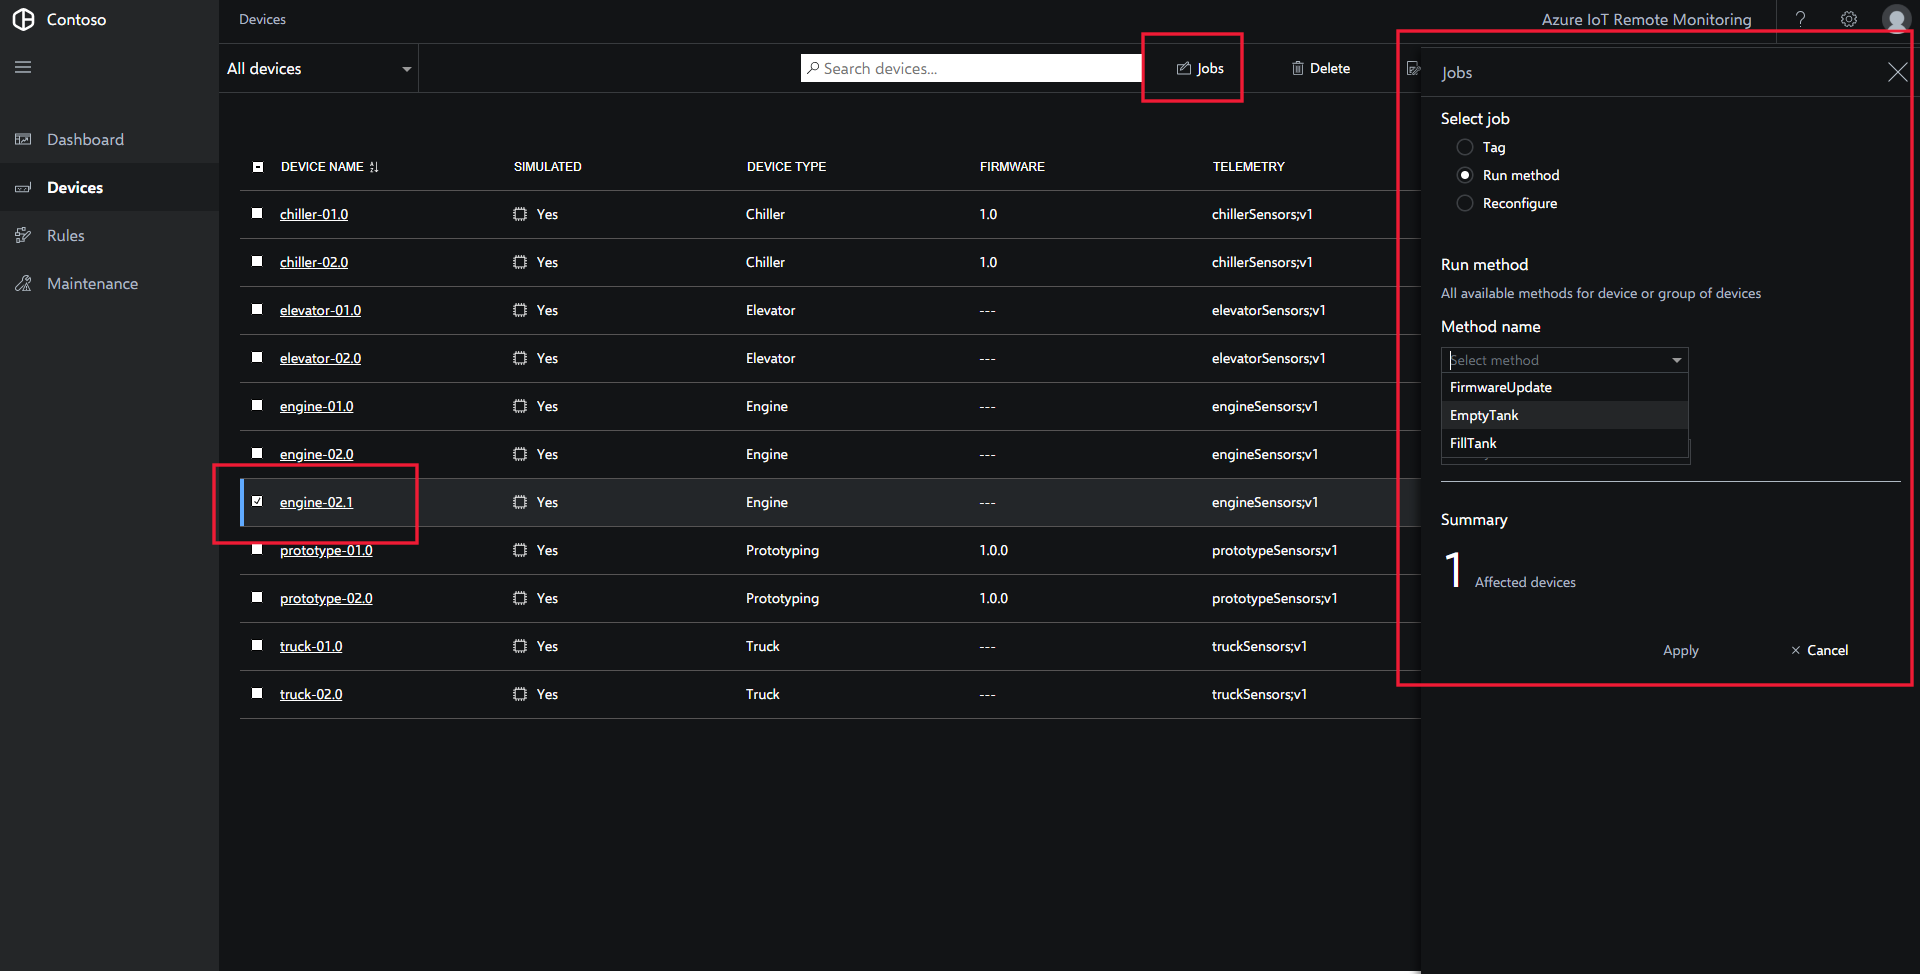 Contoso
Devices
Azure IoT Remote Monitoring
?
All devices
Search devices...
Jobs
Delete
Dashboard
Devices
Rules
Maintenance
DEVICE NAME SIMULATED DEVICE TYPE FIRMWARE TELEMETRY
chiller-01.0 Yes Chiller 1.0 chillerSensors;v1
chiller-02.0 Yes Chiller 1.0 chillerSensors;v1
elevator-01.0 Yes Elevator --- elevatorSensors;v1
elevator-02.0 Yes Elevator --- elevatorSensors;v1
engine-01.0 Yes Engine --- engineSensors;v1
engine-02.0 Yes Engine --- engineSensors;v1
engine-02.1 Yes Engine --- engineSensors;v1
prototype-01.0 Yes Prototyping 1.0.0 prototypeSensors;v1
prototype-02.0 Yes Prototyping 1.0.0 prototypeSensors;v1
truck-01.0 Yes Truck --- truckSensors;v1
truck-02.0 Yes Truck --- truckSensors;v1
Jobs
Select job
Tag
Run method
Reconfigure
Run method
All available methods for device or group of devices
Method name
Select method
FirmwareUpdate
EmptyTank
FillTank
Summary
1 Affected devices
Apply
× Cancel